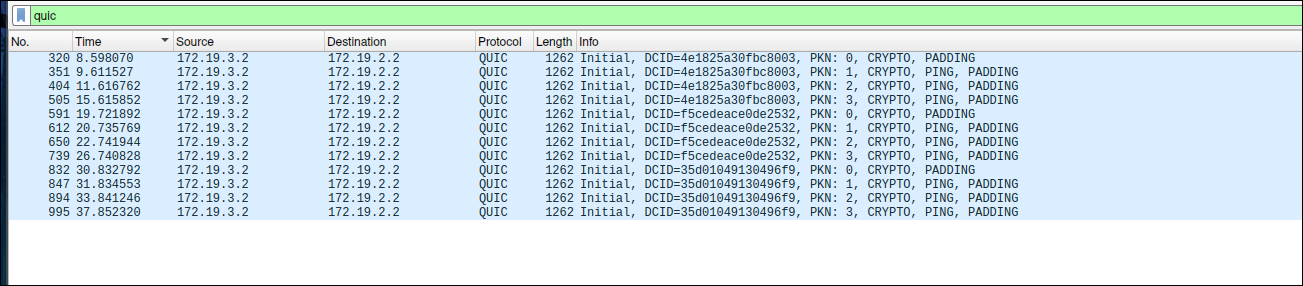 quic
No. Time Source Destination Protocol Length Info
320 8.598070 172.19.3.2 172.19.2.2 QUIC 1262 Initial, DCID=4e1825a30fbc8003, PKN: 0, CRYPTO, PADDING
351 9.611527 172.19.3.2 172.19.2.2 QUIC 1262 Initial, DCID=4e1825a30fbc8003, PKN: 1, CRYPTO, PING, PADDING
404 11.616762 172.19.3.2 172.19.2.2 QUIC 1262 Initial, DCID=4e1825a30fbc8003, PKN: 2, CRYPTO, PING, PADDING
505 15.615852 172.19.3.2 172.19.2.2 QUIC 1262 Initial, DCID=4e1825a30fbc8003, PKN: 3, CRYPTO, PING, PADDING
591 19.721892 172.19.3.2 172.19.2.2 QUIC 1262 Initial, DCID=f5cedeace0de2532, PKN: 0, CRYPTO, PADDING
612 20.735769 172.19.3.2 172.19.2.2 QUIC 1262 Initial, DCID=f5cedeace0de2532, PKN: 1, CRYPTO, PING, PADDING
650 22.741944 172.19.3.2 172.19.2.2 QUIC 1262 Initial, DCID=f5cedeace0de2532, PKN: 2, CRYPTO, PING, PADDING
739 26.740828 172.19.3.2 172.19.2.2 QUIC 1262 Initial, DCID=f5cedeace0de2532, PKN: 3, CRYPTO, PING, PADDING
832 30.832792 172.19.3.2 172.19.2.2 QUIC 1262 Initial, DCID=35d01049130496f9, PKN: 0, CRYPTO, PADDING
847 31.834553 172.19.3.2 172.19.2.2 QUIC 1262 Initial, DCID=35d01049130496f9, PKN: 1, CRYPTO, PING, PADDING
894 33.841246 172.19.3.2 172.19.2.2 QUIC 1262 Initial, DCID=35d01049130496f9, PKN: 2, CRYPTO, PING, PADDING
995 37.852320 172.19.3.2 172.19.2.2 QUIC 1262 Initial, DCID=35d01049130496f9, PKN: 3, CRYPTO, PING, PADDING